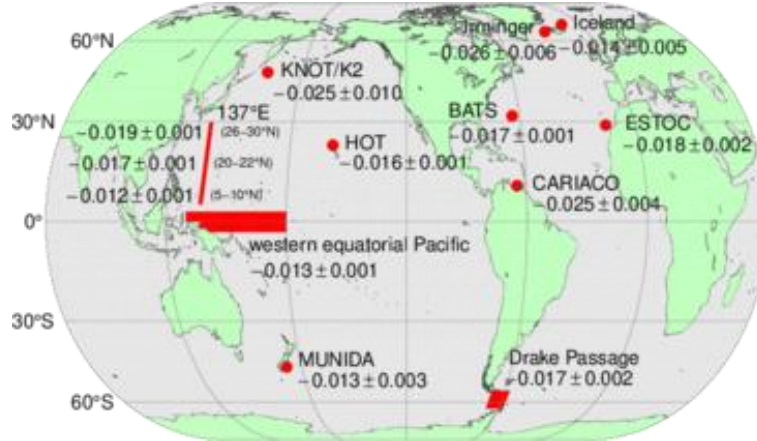 Irminger
−0.026±0.006
Iceland
−0.014±0.005
60°N
KNOT/K2
−0.025±0.010
30°N
137°E
−0.019±0.001 (26−30°N)
−0.017±0.001 (20−22°N)
−0.012±0.001 (5−10°N)
HOT
−0.016±0.001
BATS
−0.017±0.001
ESTOC
−0.018±0.002
CARIACO
−0.025±0.004
0°
western equatorial Pacific
−0.013±0.001
30°S
MUNIDA
−0.013±0.003
Drake Passage
−0.017±0.002
60°S